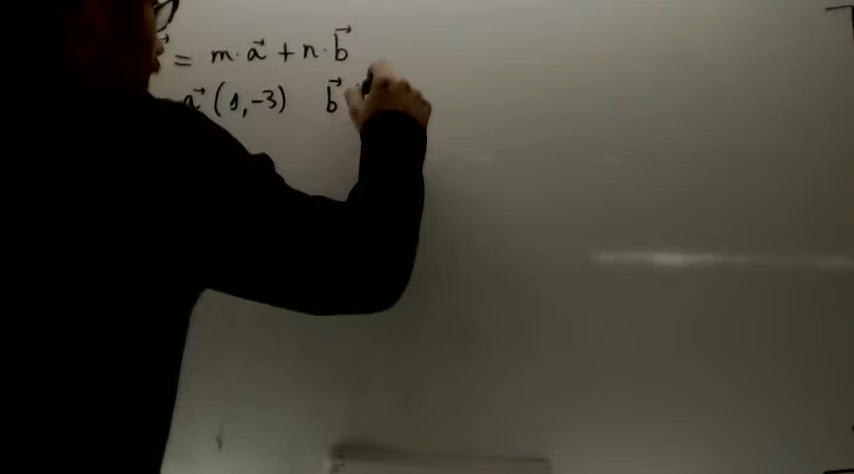 = m · a⃗ + n · b⃗
a⃗ (1, -3) b⃗